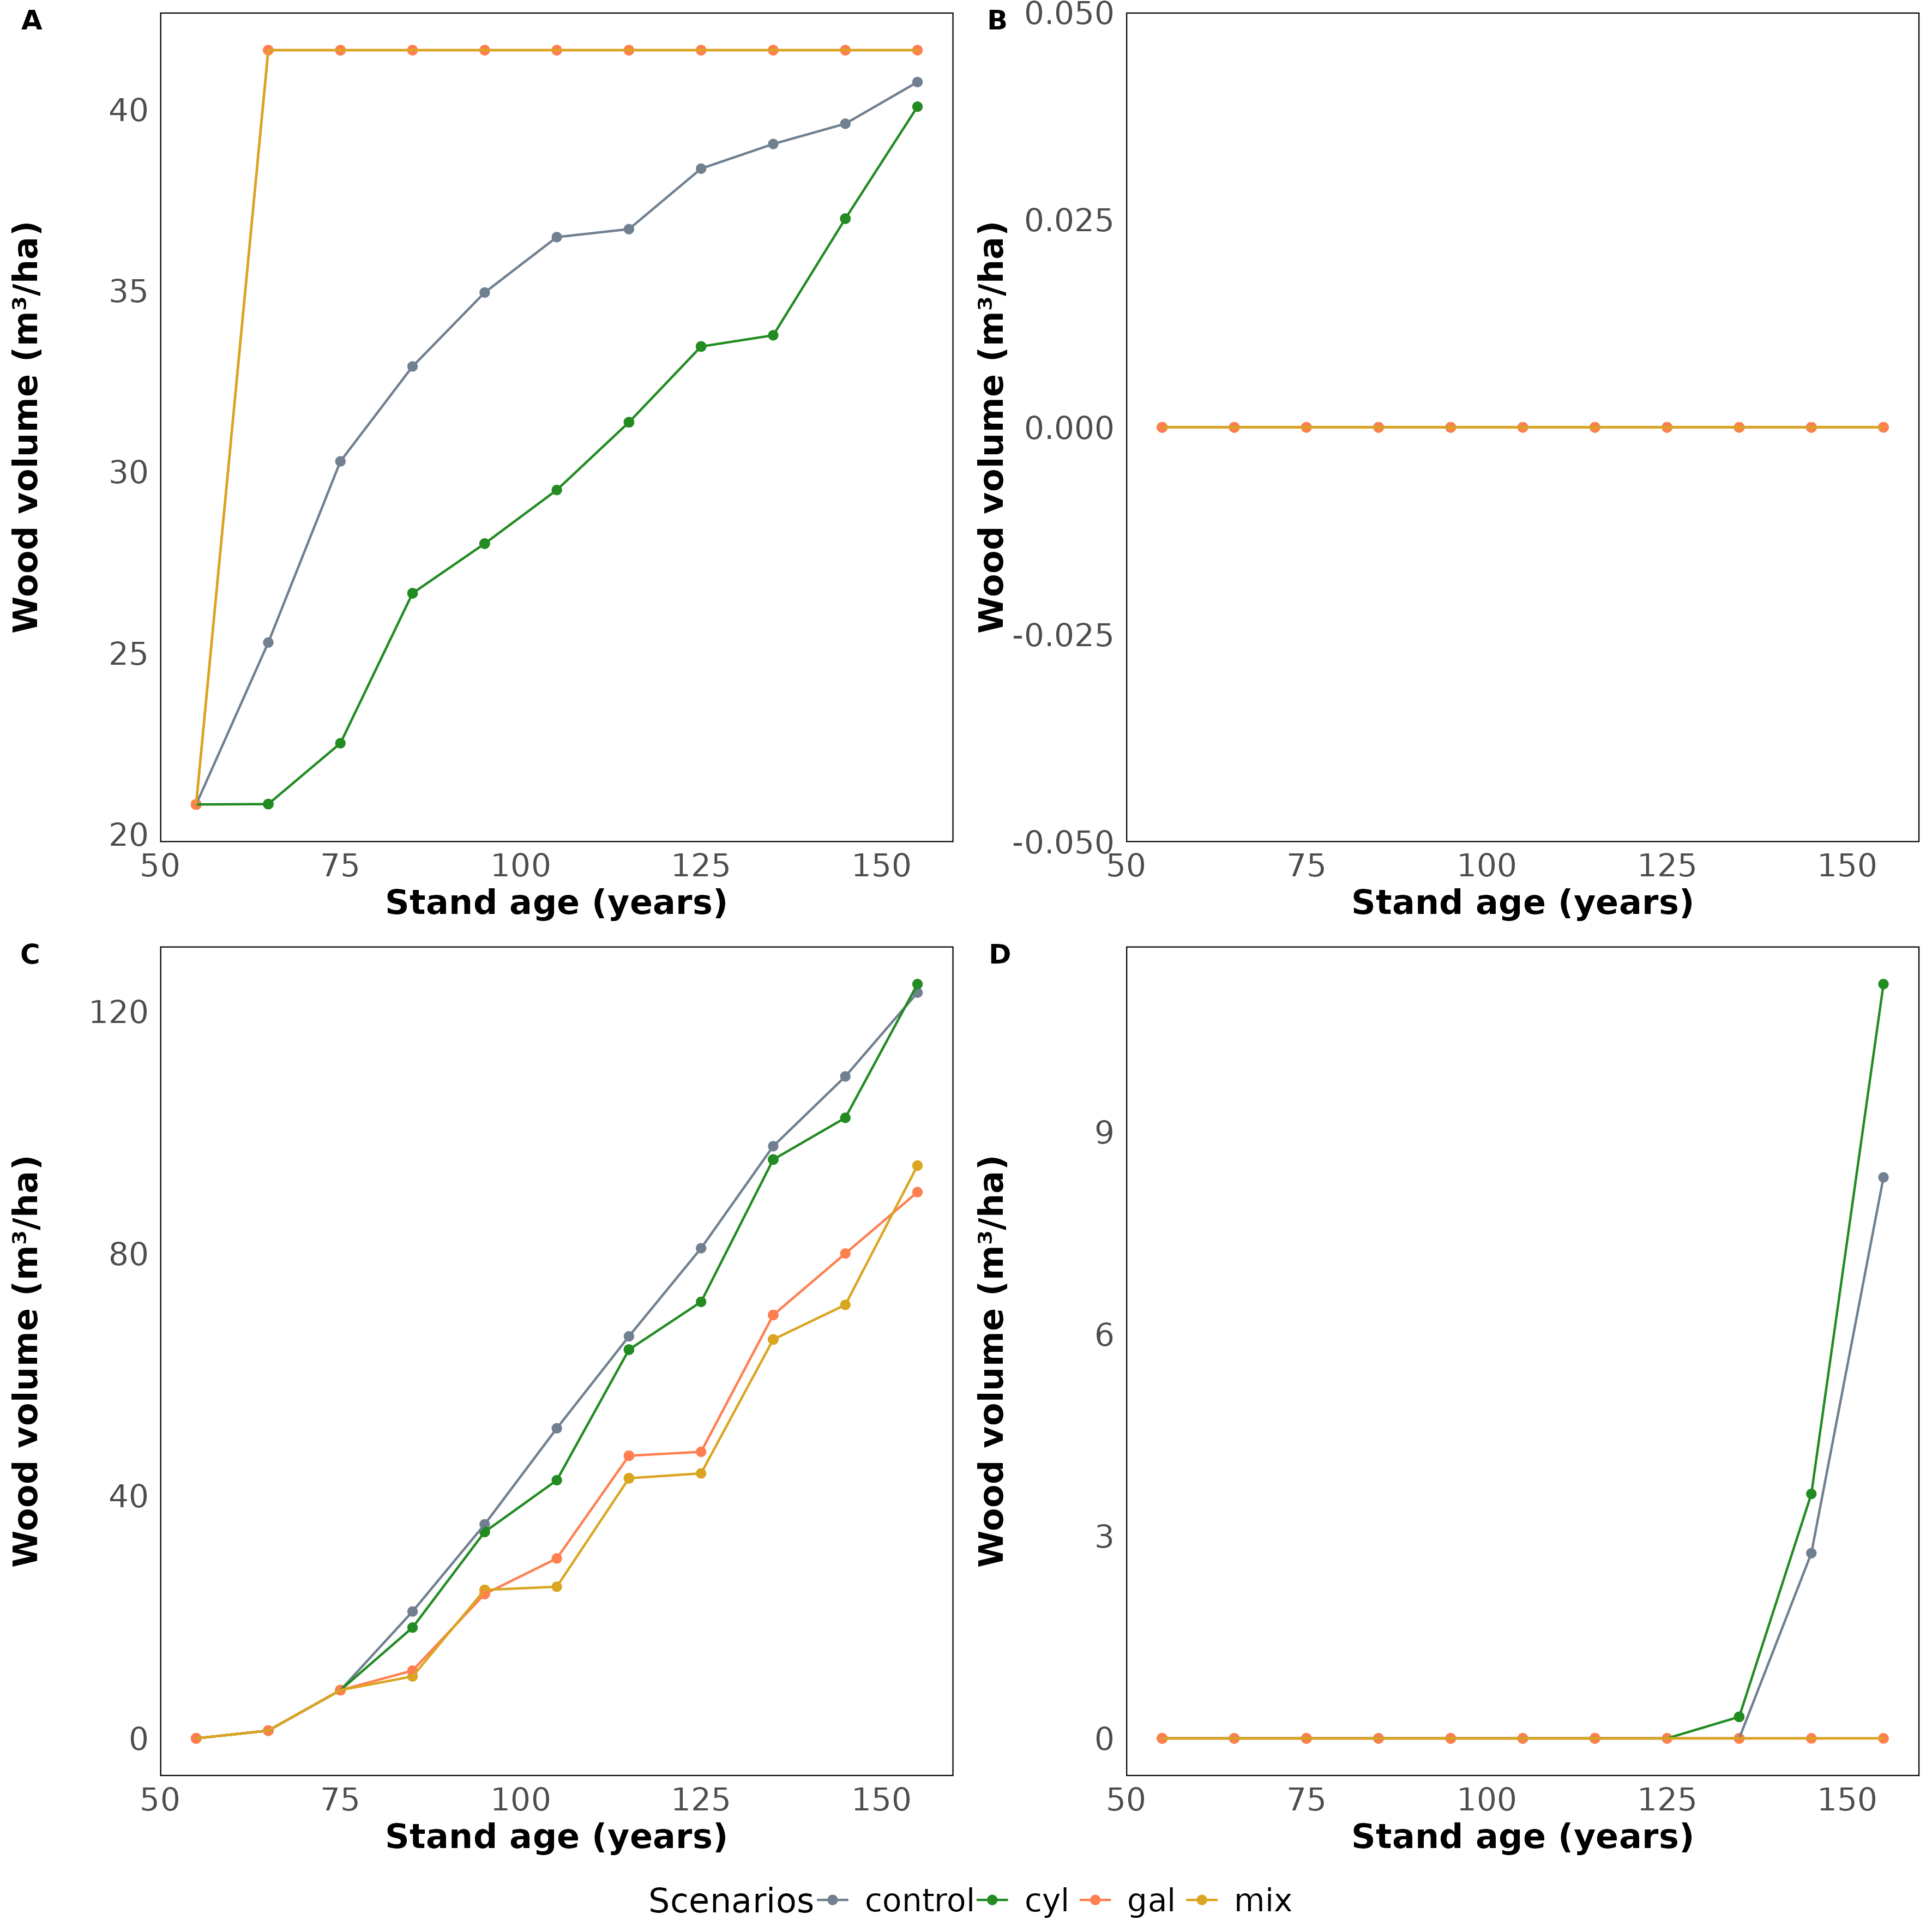 A
Wood volume (m³/ha)
40
35
30
25
20
50 75 100 125 150
Stand age (years)
B
Wood volume (m³/ha)
0.050
0.025
0.000
-0.025
-0.050
50 75 100 125 150
Stand age (years)
C
Wood volume (m³/ha)
120
80
40
0
50 75 100 125 150
Stand age (years)
D
Wood volume (m³/ha)
9
6
3
0
50 75 100 125 150
Stand age (years)
Scenarios control cyl gal mix